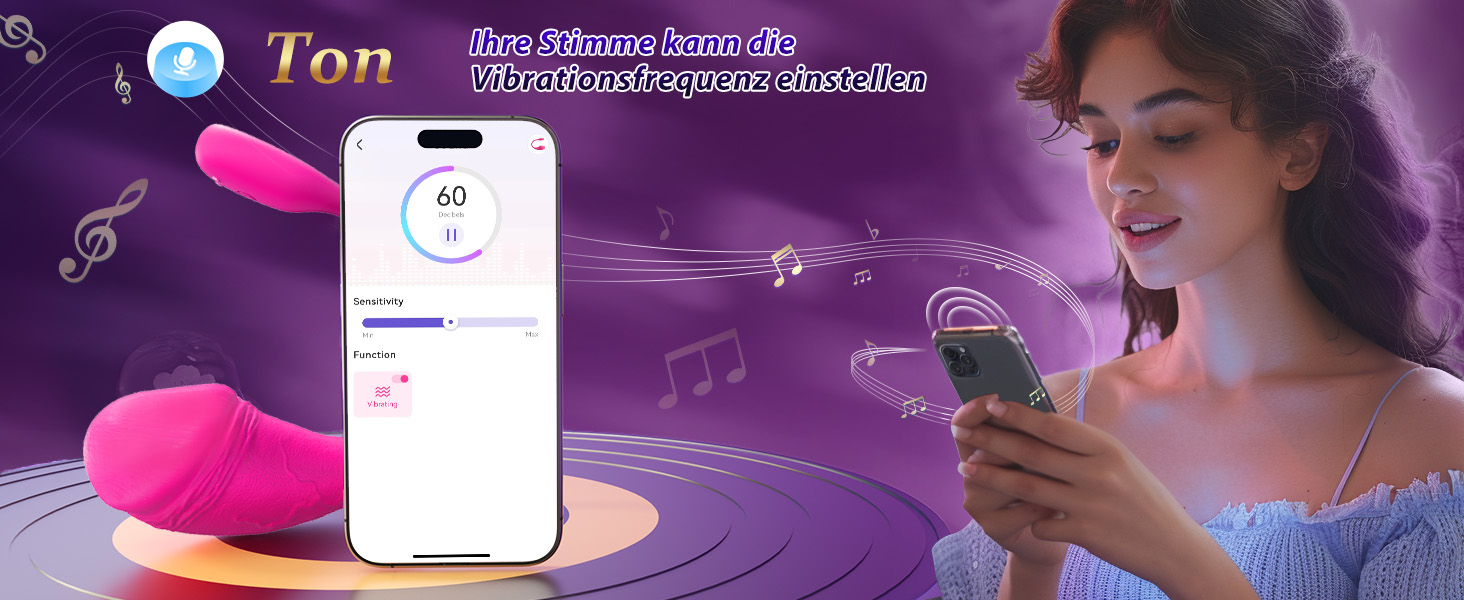 Ton
Ihre Stimme kann die
Vibrationsfrequenz einstellen
60
Decibels
Sensitivity
Min
Max
Function
Vibrating